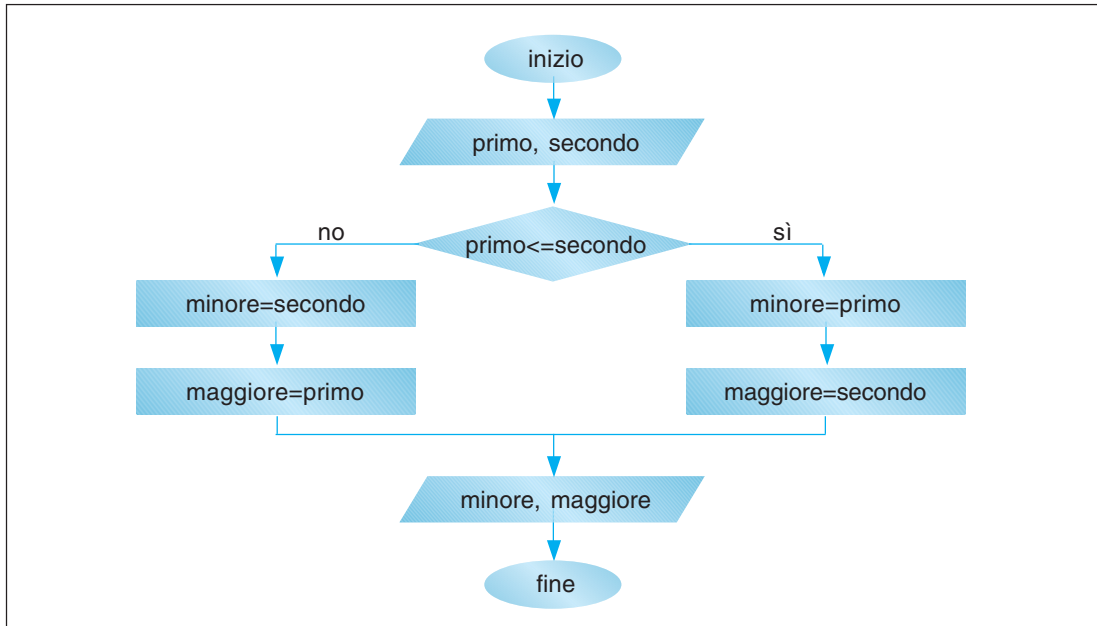 inizio
primo, secondo
primo<=secondo
no
sì
minore=secondo
minore=primo
maggiore=primo
maggiore=secondo
minore, maggiore
fine